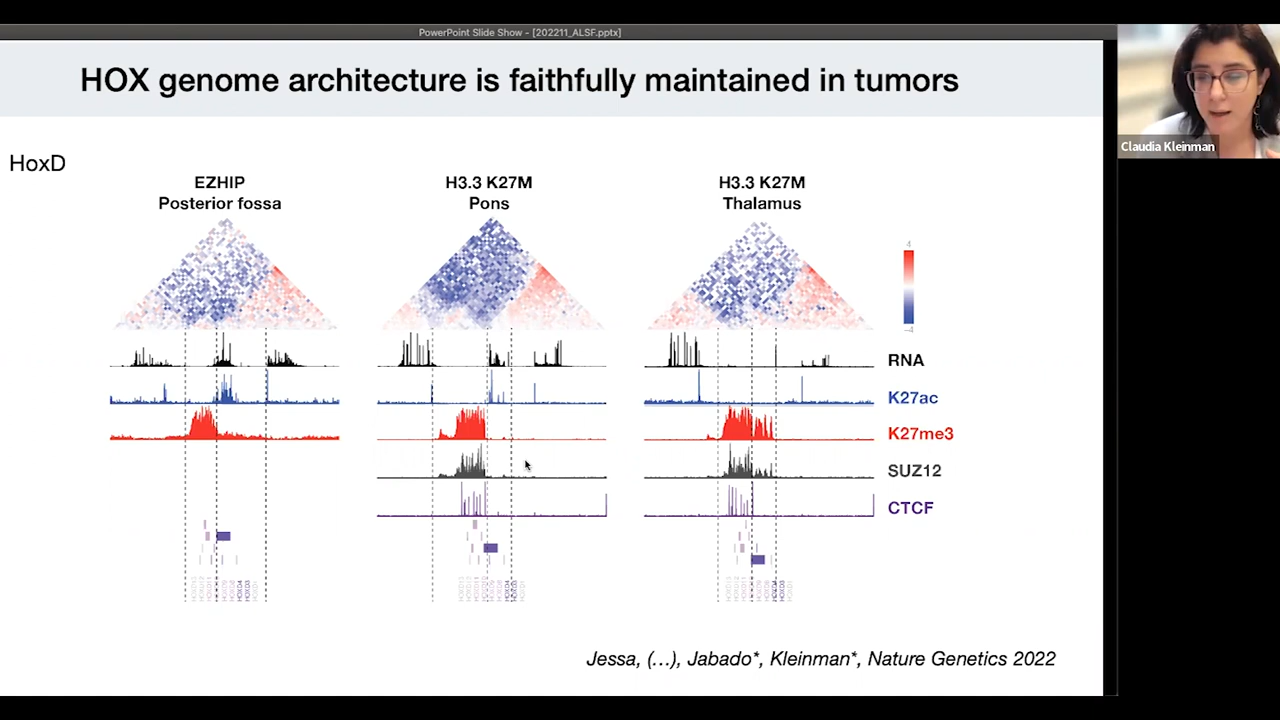 PowerPoint Slide Show - [202211_ALSF.pptx]
HOX genome architecture is faithfully maintained in tumors
Claudia Kleinman
HoxD
EZHIP
Posterior fossa
H3.3 K27M
Pons
H3.3 K27M
Thalamus
4
-4
RNA
K27ac
K27me3
SUZ12
CTCF
Jessa, (...), Jabado*, Kleinman*, Nature Genetics 2022